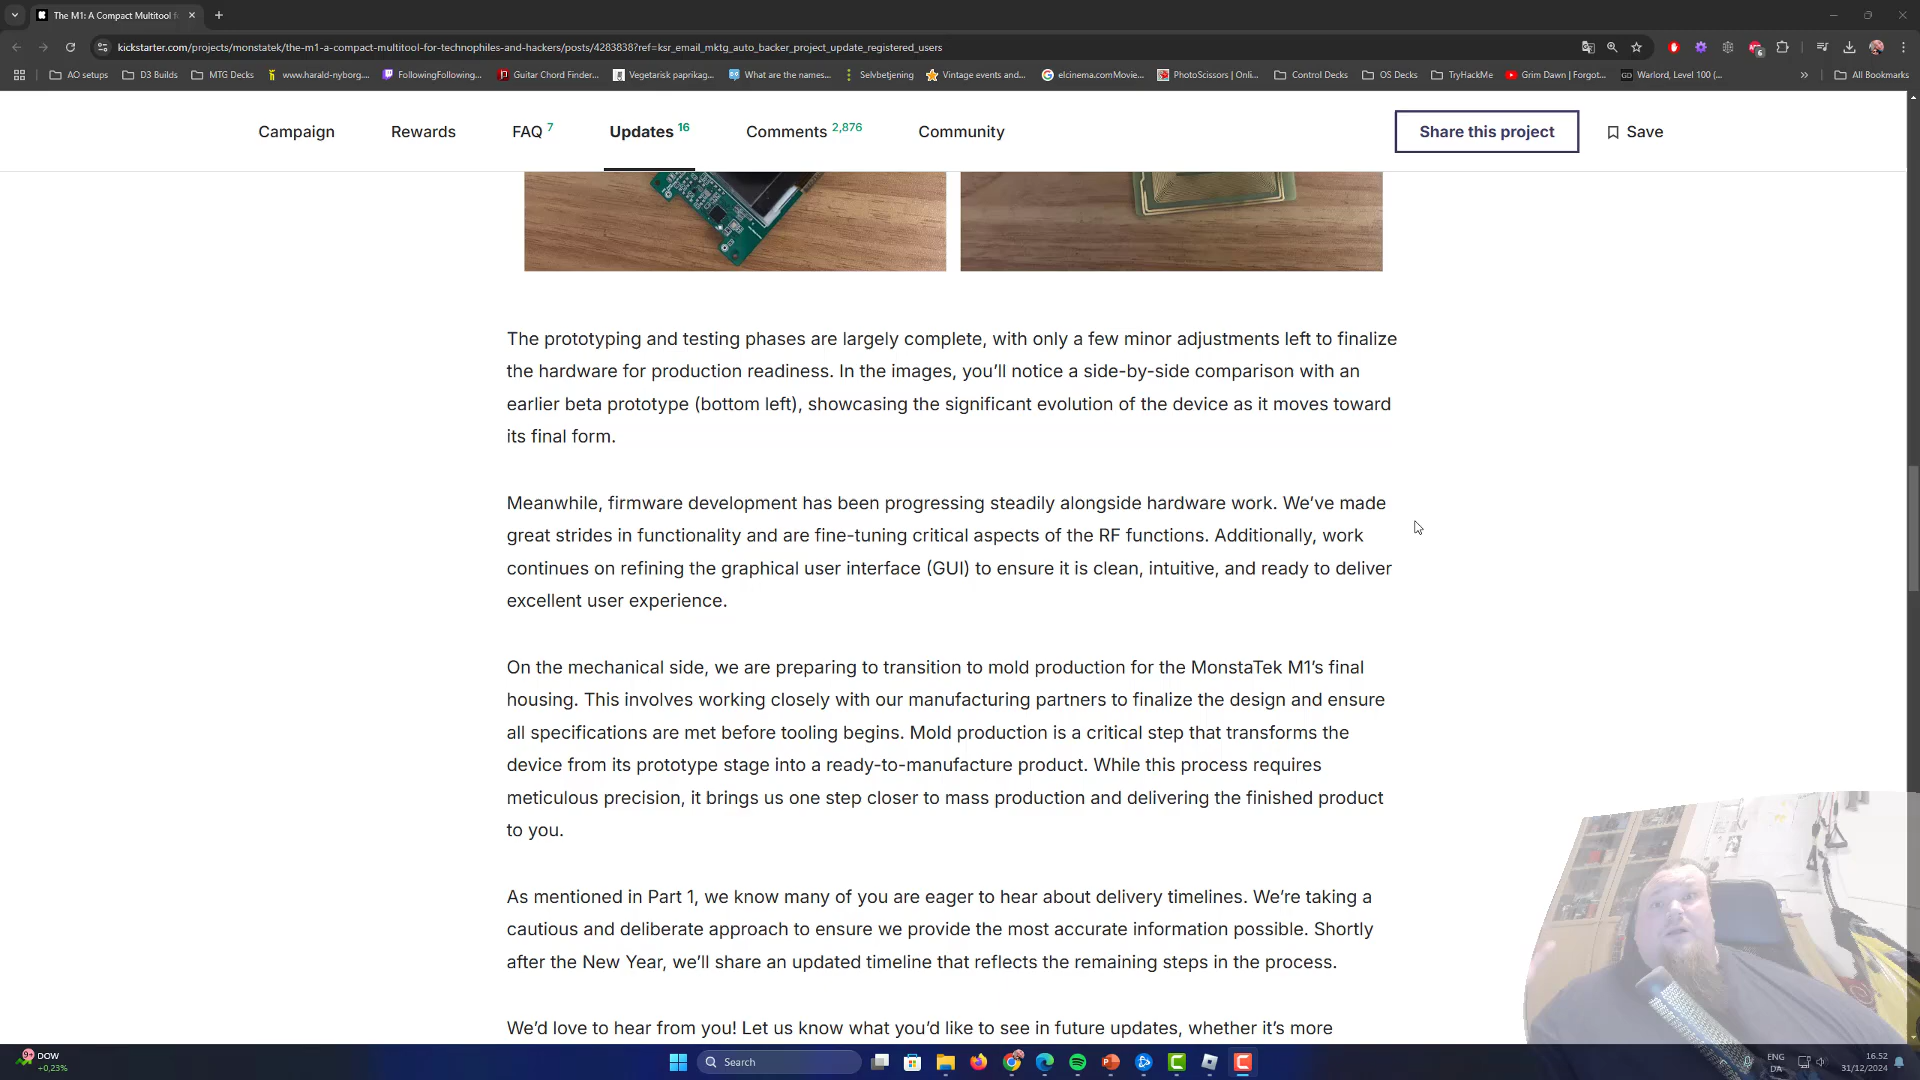 The M1: A Compact Multitool f
kickstarter.com/projects/monstatek/the-m1-a-compact-multitool-for-technophiles-and-hackers/posts/4283838?ref=ksr_email_mktg_auto_backer_project_update_registered_users
AO setups D3 Builds MTG Decks www.harald-nyborg.... FollowingFollowing... Guitar Chord Finder... Vegetarisk paprikag... What are the names... Selvbetjening Vintage events and... elcinema.comMovie... PhotoScissors | Onli... Control Decks OS Decks TryHackMe Grim Dawn | Forgot... Warlord, Level 100 (... All Bookmarks
Campaign Rewards FAQ 7 Updates 16 Comments 2,876 Community Share this project Save
The prototyping and testing phases are largely complete, with only a few minor adjustments left to finalize
the hardware for production readiness. In the images, you’ll notice a side-by-side comparison with an
earlier beta prototype (bottom left), showcasing the significant evolution of the device as it moves toward
its final form.
Meanwhile, firmware development has been progressing steadily alongside hardware work. We’ve made
great strides in functionality and are fine-tuning critical aspects of the RF functions. Additionally, work
continues on refining the graphical user interface (GUI) to ensure it is clean, intuitive, and ready to deliver
excellent user experience.
On the mechanical side, we are preparing to transition to mold production for the MonstaTek M1’s final
housing. This involves working closely with our manufacturing partners to finalize the design and ensure
all specifications are met before tooling begins. Mold production is a critical step that transforms the
device from its prototype stage into a ready-to-manufacture product. While this process requires
meticulous precision, it brings us one step closer to mass production and delivering the finished product
to you.
As mentioned in Part 1, we know many of you are eager to hear about delivery timelines. We’re taking a
cautious and deliberate approach to ensure we provide the most accurate information possible. Shortly
after the New Year, we’ll share an updated timeline that reflects the remaining steps in the process.
We’d love to hear from you! Let us know what you’d like to see in future updates, whether it’s more
DOW
+0,23%
Search
ENG
DA
16.52
31/12/2024